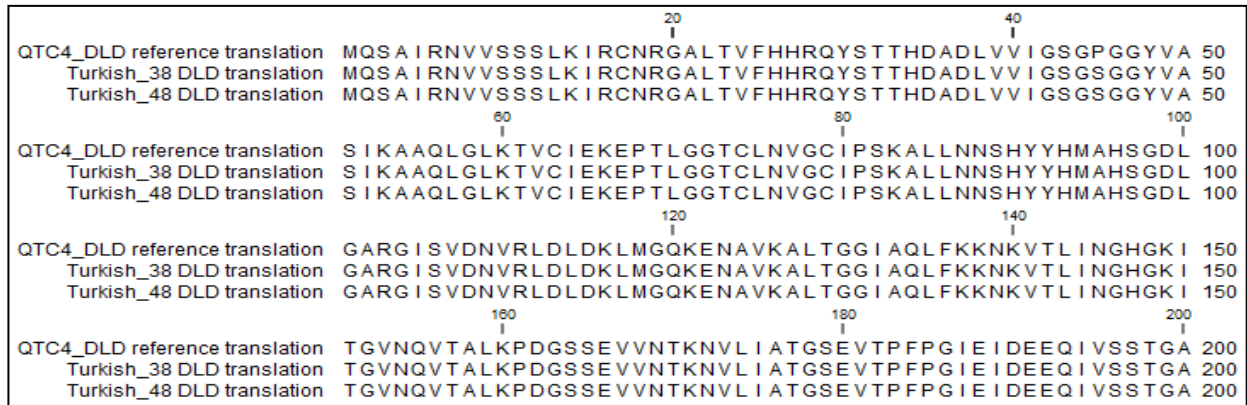 20 40
QTC4_DLD reference translation MQSAIRNVVSSSLKIRCNRGALTVFHHRQYSTTHDADLVVIGSGPGGYVA 50
Turkish_38 DLD translation MQSAIRNVVSSSLKIRCNRGALTVFHHRQYSTTHDADLVVIGSGSGGYVA 50
Turkish_48 DLD translation MQSAIRNVVSSSLKIRCNRGALTVFHHRQYSTTHDADLVVIGSGSGGYVA 50
60 80 100
QTC4_DLD reference translation SIKAAQLGLKTVCIEKEPTLGGTCLNVGCIPSKALLNNSHYYHMAHSGDL 100
Turkish_38 DLD translation SIKAAQLGLKTVCIEKEPTLGGTCLNVGCIPSKALLNNSHYYHMAHSGDL 100
Turkish_48 DLD translation SIKAAQLGLKTVCIEKEPTLGGTCLNVGCIPSKALLNNSHYYHMAHSGDL 100
120 140
QTC4_DLD reference translation GARGISVDNVRLDLDKLMGQKENAVKALTGGIAQLFKKNKVTLINGHGKI 150
Turkish_38 DLD translation GARGISVDNVRLDLDKLMGQKENAVKALTGGIAQLFKKNKVTLINGHGKI 150
Turkish_48 DLD translation GARGISVDNVRLDLDKLMGQKENAVKALTGGIAQLFKKNKVTLINGHGKI 150
160 180 200
QTC4_DLD reference translation TGVNQVTALKPDGSSEVVNTKNVLIATGSEVTPFPGIEIDEEQIVSSTGA 200
Turkish_38 DLD translation TGVNQVTALKPDGSSEVVNTKNVLIATGSEVTPFPGIEIDEEQIVSSTGA 200
Turkish_48 DLD translation TGVNQVTALKPDGSSEVVNTKNVLIATGSEVTPFPGIEIDEEQIVSSTGA 200